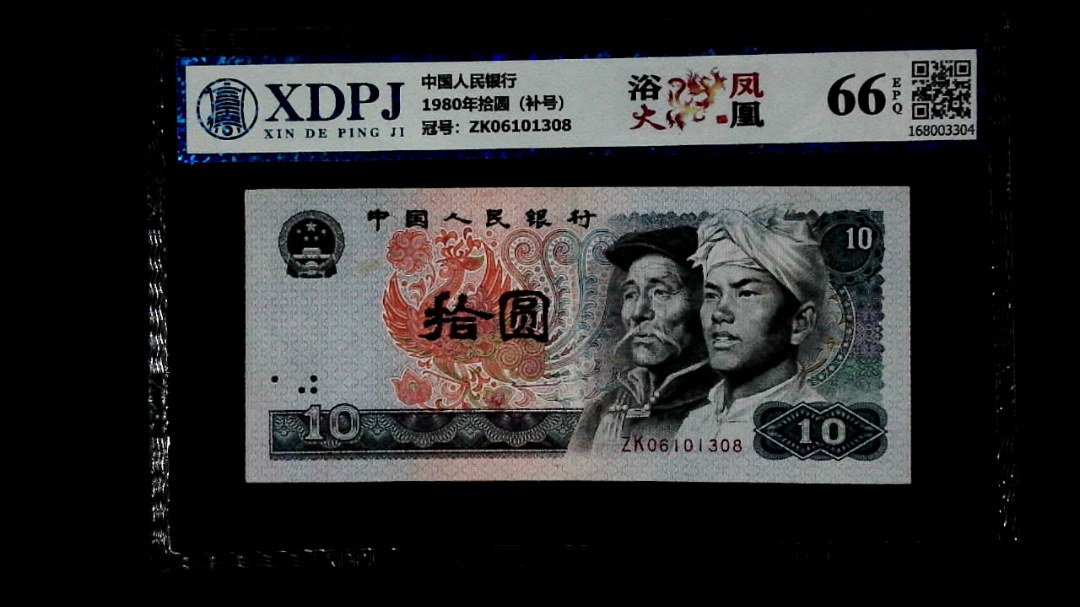 XDPJ
XIN DE PING JI
中国人民银行
1980年拾圆（补号）
冠号：ZK06101308
浴火
凤凰
66
EPQ
168003304
中国人民银行
10
拾圆
10
ZK06101308
10